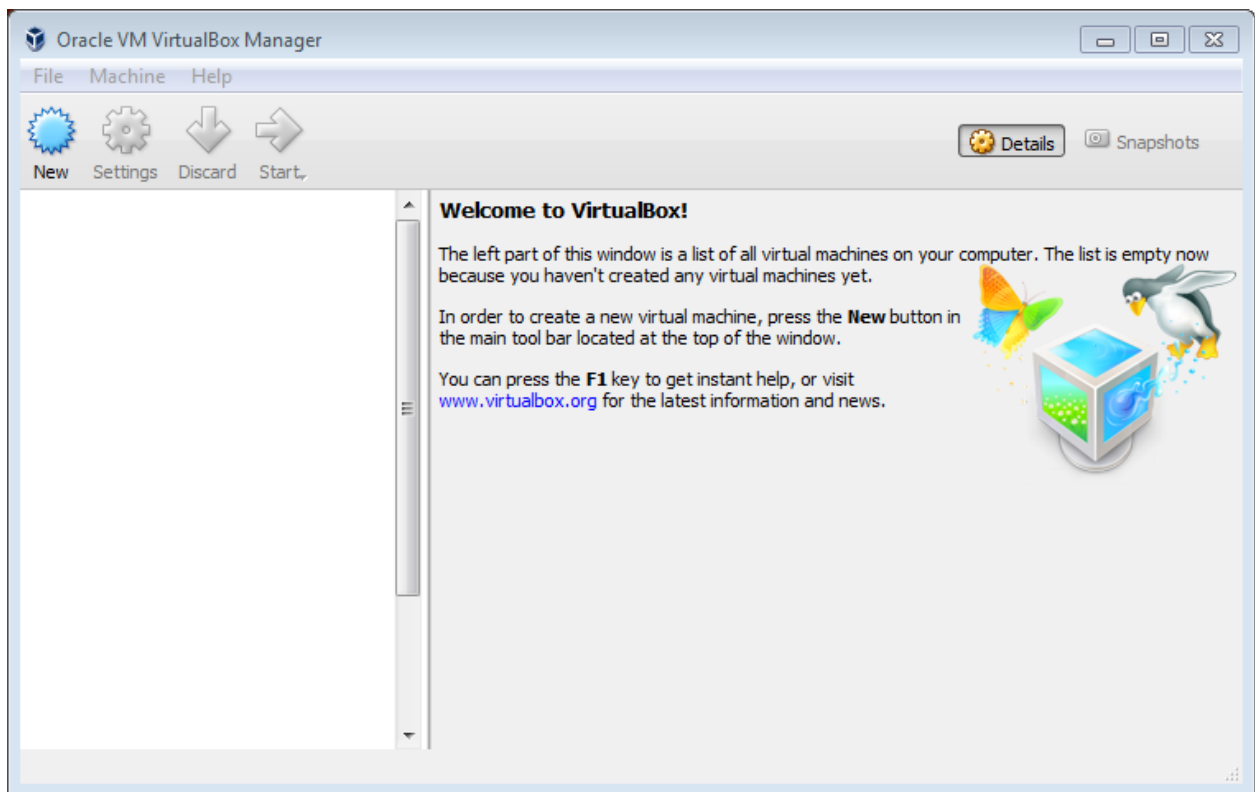 Oracle VM VirtualBox Manager
File Machine Help
New Settings Discard Start
Details Snapshots
Welcome to VirtualBox!
The left part of this window is a list of all virtual machines on your computer. The list is empty now
because you haven't created any virtual machines yet.
In order to create a new virtual machine, press the New button in
the main tool bar located at the top of the window.
You can press the F1 key to get instant help, or visit
www.virtualbox.org for the latest information and news.